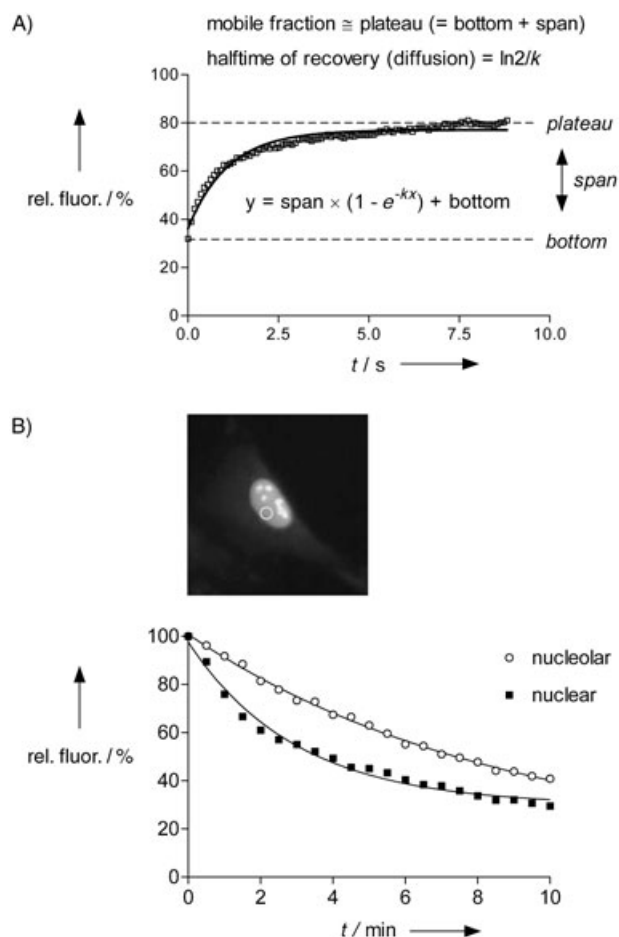 A)
mobile fraction ≅ plateau (= bottom + span)
halftime of recovery (diffusion) = ln2/k
100
80
60
40
20
0
rel. fluor. / %
plateau
span
bottom
y = span × (1 - e^-kx) + bottom
0.0 2.5 5.0 7.5 10.0
t / s
B)
100
80
60
40
20
0
rel. fluor. / %
nucleolar
nuclear
0 2 4 6 8 10
t / min